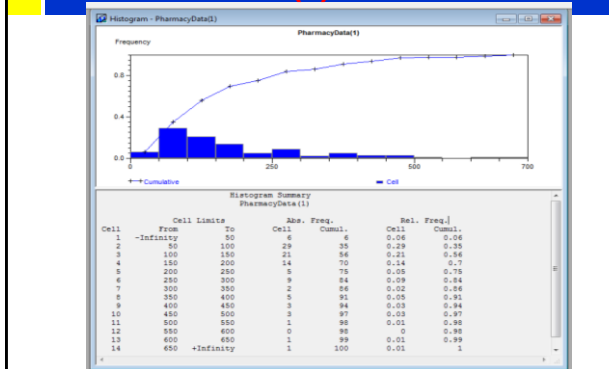 Histogram - PharmacyData(1)
PharmacyData(1)
Frequency
0.8
0.4
0.0
0 250 500 700
Cumulative Cell
Histogram Summary
PharmacyData(1)
Cell Limits Abs. Freq. Rel. Freq.
Cell From To Cell Cumul. Cell Cumul.
1 -Infinity 50 6 6 0.06 0.06
2 50 100 29 35 0.29 0.35
3 100 150 21 56 0.21 0.56
4 150 200 14 70 0.14 0.7
5 200 250 5 75 0.05 0.75
6 250 300 9 84 0.09 0.84
7 300 350 2 86 0.02 0.86
8 350 400 5 91 0.05 0.91
9 400 450 3 94 0.03 0.94
10 450 500 3 97 0.03 0.97
11 500 550 1 98 0.01 0.98
12 550 600 0 98 0 0.98
13 600 650 1 99 0.01 0.99
14 650 +Infinity 1 100 0.01 1